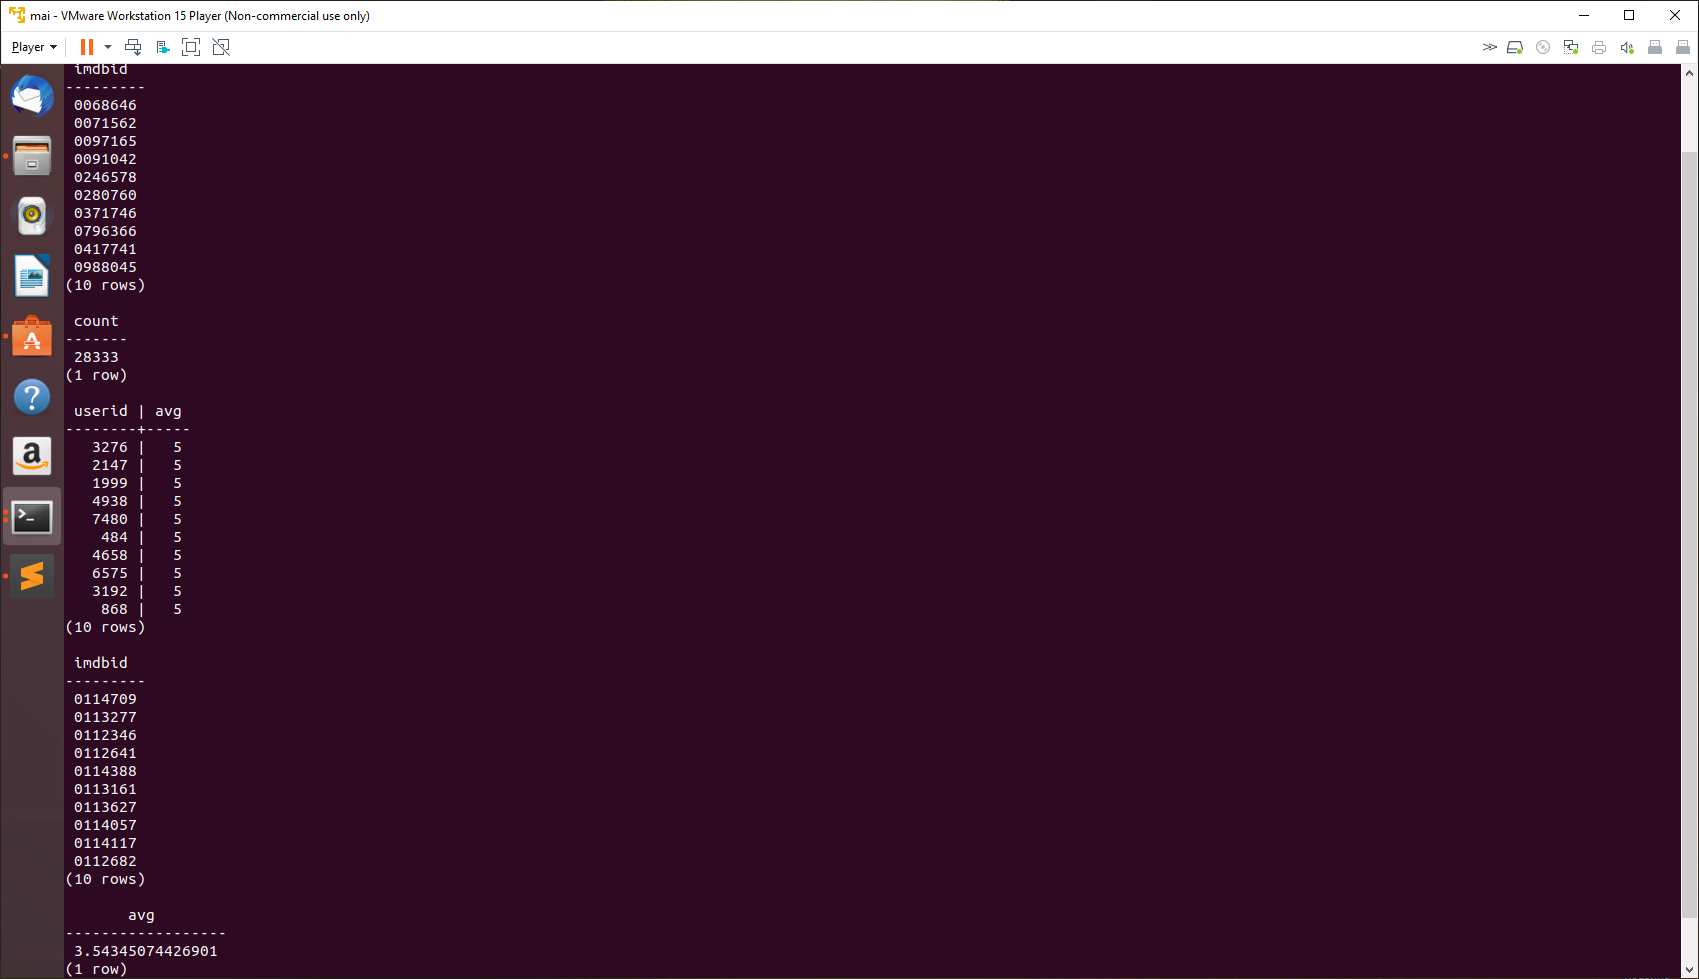 mai - VMware Workstation 15 Player (Non-commercial use only)
Player
imdbid
---------
0068646
0071562
0097165
0091042
0246578
0280760
0371746
0796366
0417741
0988045
(10 rows)
count
-------
28333
(1 row)
userid | avg
--------+-----
3276 | 5
2147 | 5
1999 | 5
4938 | 5
7480 | 5
484 | 5
4658 | 5
6575 | 5
3192 | 5
868 | 5
(10 rows)
imdbid
---------
0114709
0113277
0112346
0112641
0114388
0113161
0113627
0114057
0114117
0112682
(10 rows)
avg
------------------
3.54345074426901
(1 row)